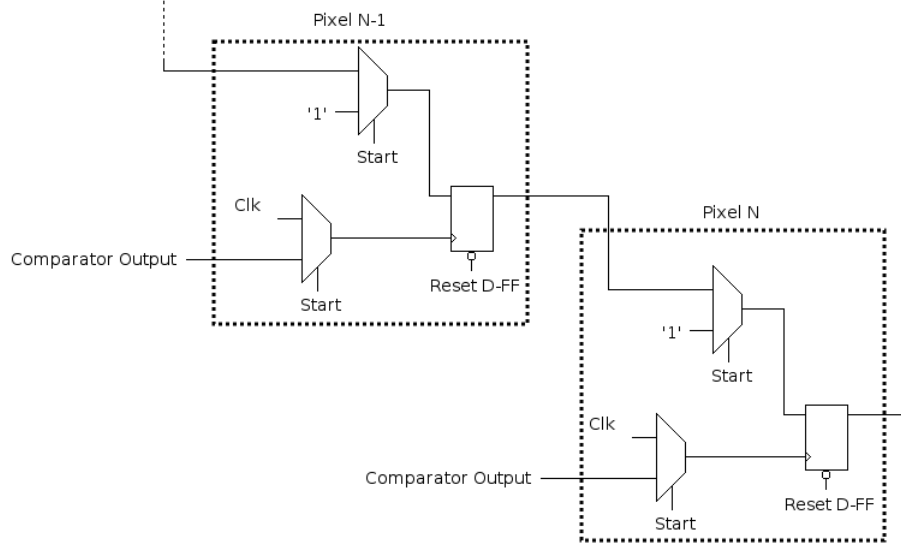 Pixel N-1
'1'
Start
Clk
Comparator Output
Start
Reset D-FF
Pixel N
'1'
Start
Clk
Comparator Output
Start
Reset D-FF